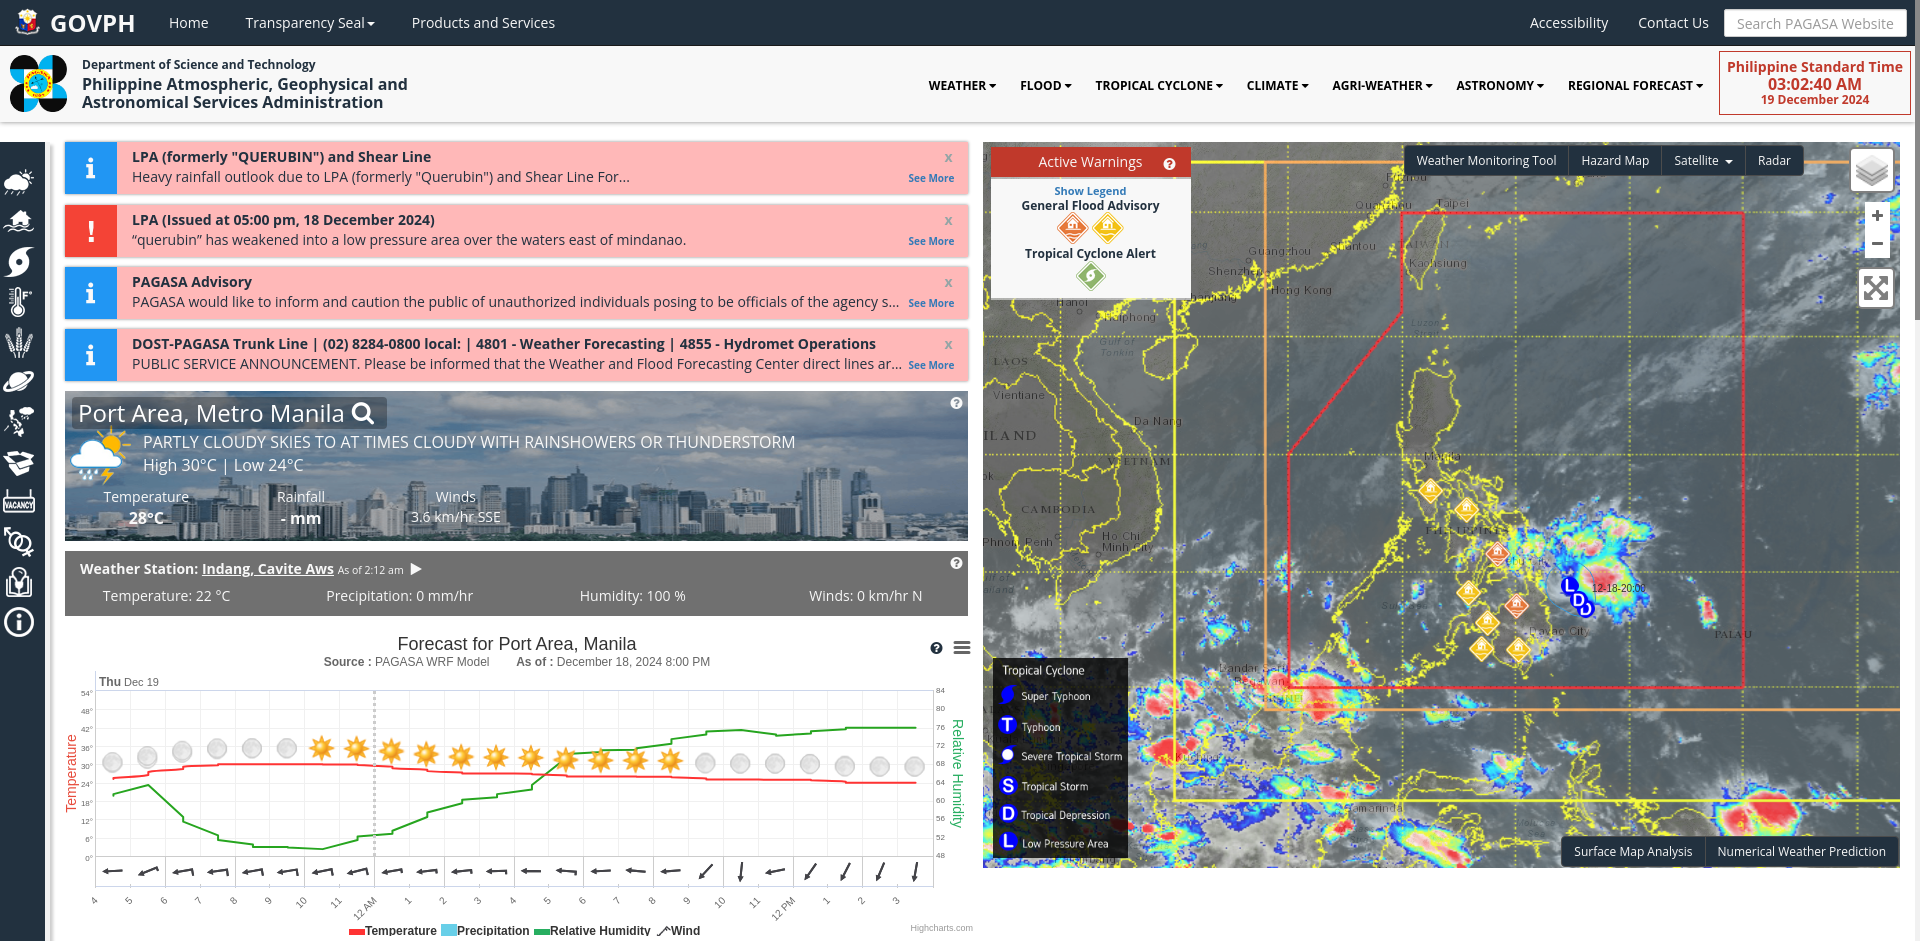 GOVPH
Home
Transparency Seal
Products and Services
Accessibility
Contact Us
Search PAGASA Website
Department of Science and Technology
Philippine Atmospheric, Geophysical and
Astronomical Services Administration
WEATHER
FLOOD
TROPICAL CYCLONE
CLIMATE
AGRI-WEATHER
ASTRONOMY
REGIONAL FORECAST
Philippine Standard Time
03:02:40 AM
19 December 2024
VACANCY
LPA (formerly "QUERUBIN") and Shear Line
x
Heavy rainfall outlook due to LPA (formerly "Querubin") and Shear Line For...
See More
LPA (Issued at 05:00 pm, 18 December 2024)
x
“querubin” has weakened into a low pressure area over the waters east of mindanao.
See More
PAGASA Advisory
x
PAGASA would like to inform and caution the public of unauthorized individuals posing to be officials of the agency s...
See More
DOST-PAGASA Trunk Line | (02) 8284-0800 local: | 4801 - Weather Forecasting | 4855 - Hydromet Operations
x
PUBLIC SERVICE ANNOUNCEMENT. Please be informed that the Weather and Flood Forecasting Center direct lines ar...
See More
Port Area, Metro Manila
PARTLY CLOUDY SKIES TO AT TIMES CLOUDY WITH RAINSHOWERS OR THUNDERSTORM
High 30°C | Low 24°C
Temperature
Rainfall
Winds
28°C
- mm
3.6 km/hr SSE
Weather Station: Indang, Cavite Aws As of 2:12 am
Temperature: 22 °C
Precipitation: 0 mm/hr
Humidity: 100 %
Winds: 0 km/hr N
Forecast for Port Area, Manila
Source : PAGASA WRF Model As of : December 18, 2024 8:00 PM
Thu Dec 19
Temperature
54°
48°
42°
36°
30°
24°
18°
12°
6°
0°
84
80
76
72
68
64
60
56
52
48
Relative Humidity
4 5 6 7 8 9 10 11 12 AM 1 2 3 4 5 6 7 8 9 10 11 12 PM 1 2 3
Temperature
Precipitation
Relative Humidity
Wind
Highcharts.com
Active Warnings
Show Legend
General Flood Advisory
Tropical Cyclone Alert
Weather Monitoring Tool
Hazard Map
Satellite
Radar
+
−
Taipei
Guangzhou
Shantou
Shenzhen
Kaohsiung
Hong Kong
Hanoi
Haiphong
Gulf of
Tonkin
Luzon
LAOS
Vientiane
Da Nang
VIETNAM
Manila
CAMBODIA
Phnom Penh
Ho Chi
Minh City
L
D
D
12-18-20:00
Davao City
PALAU
Bandar Seri
Samarinda
Tropical Cyclone
Super Typhoon
T Typhoon
Severe Tropical Storm
S Tropical Storm
D Tropical Depression
L Low Pressure Area
Surface Map Analysis
Numerical Weather Prediction